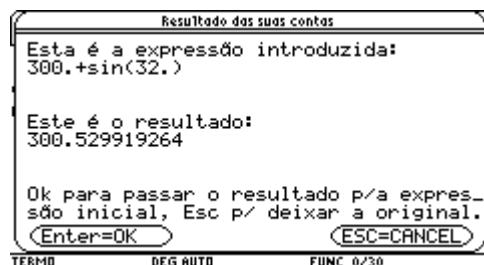 Resultado das suas contas
Esta é a expressão introduzida:
300.+sin(32.)
Este é o resultado:
300.529919264
Ok para passar o resultado p/a expres_
são inicial, Esc p/ deixar a original.
Enter=OK ESC=CANCEL
TERMO DEG AUTO FUNC 0/30